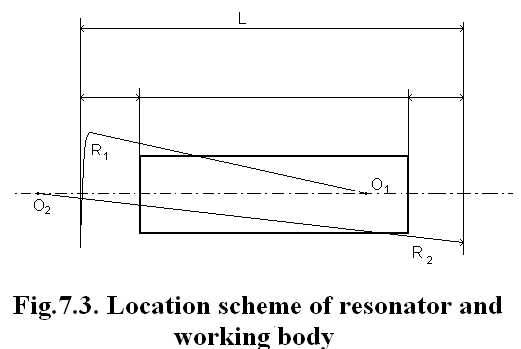 L
R1
O1
O2
R2
Fig.7.3. Location scheme of resonator and
working body